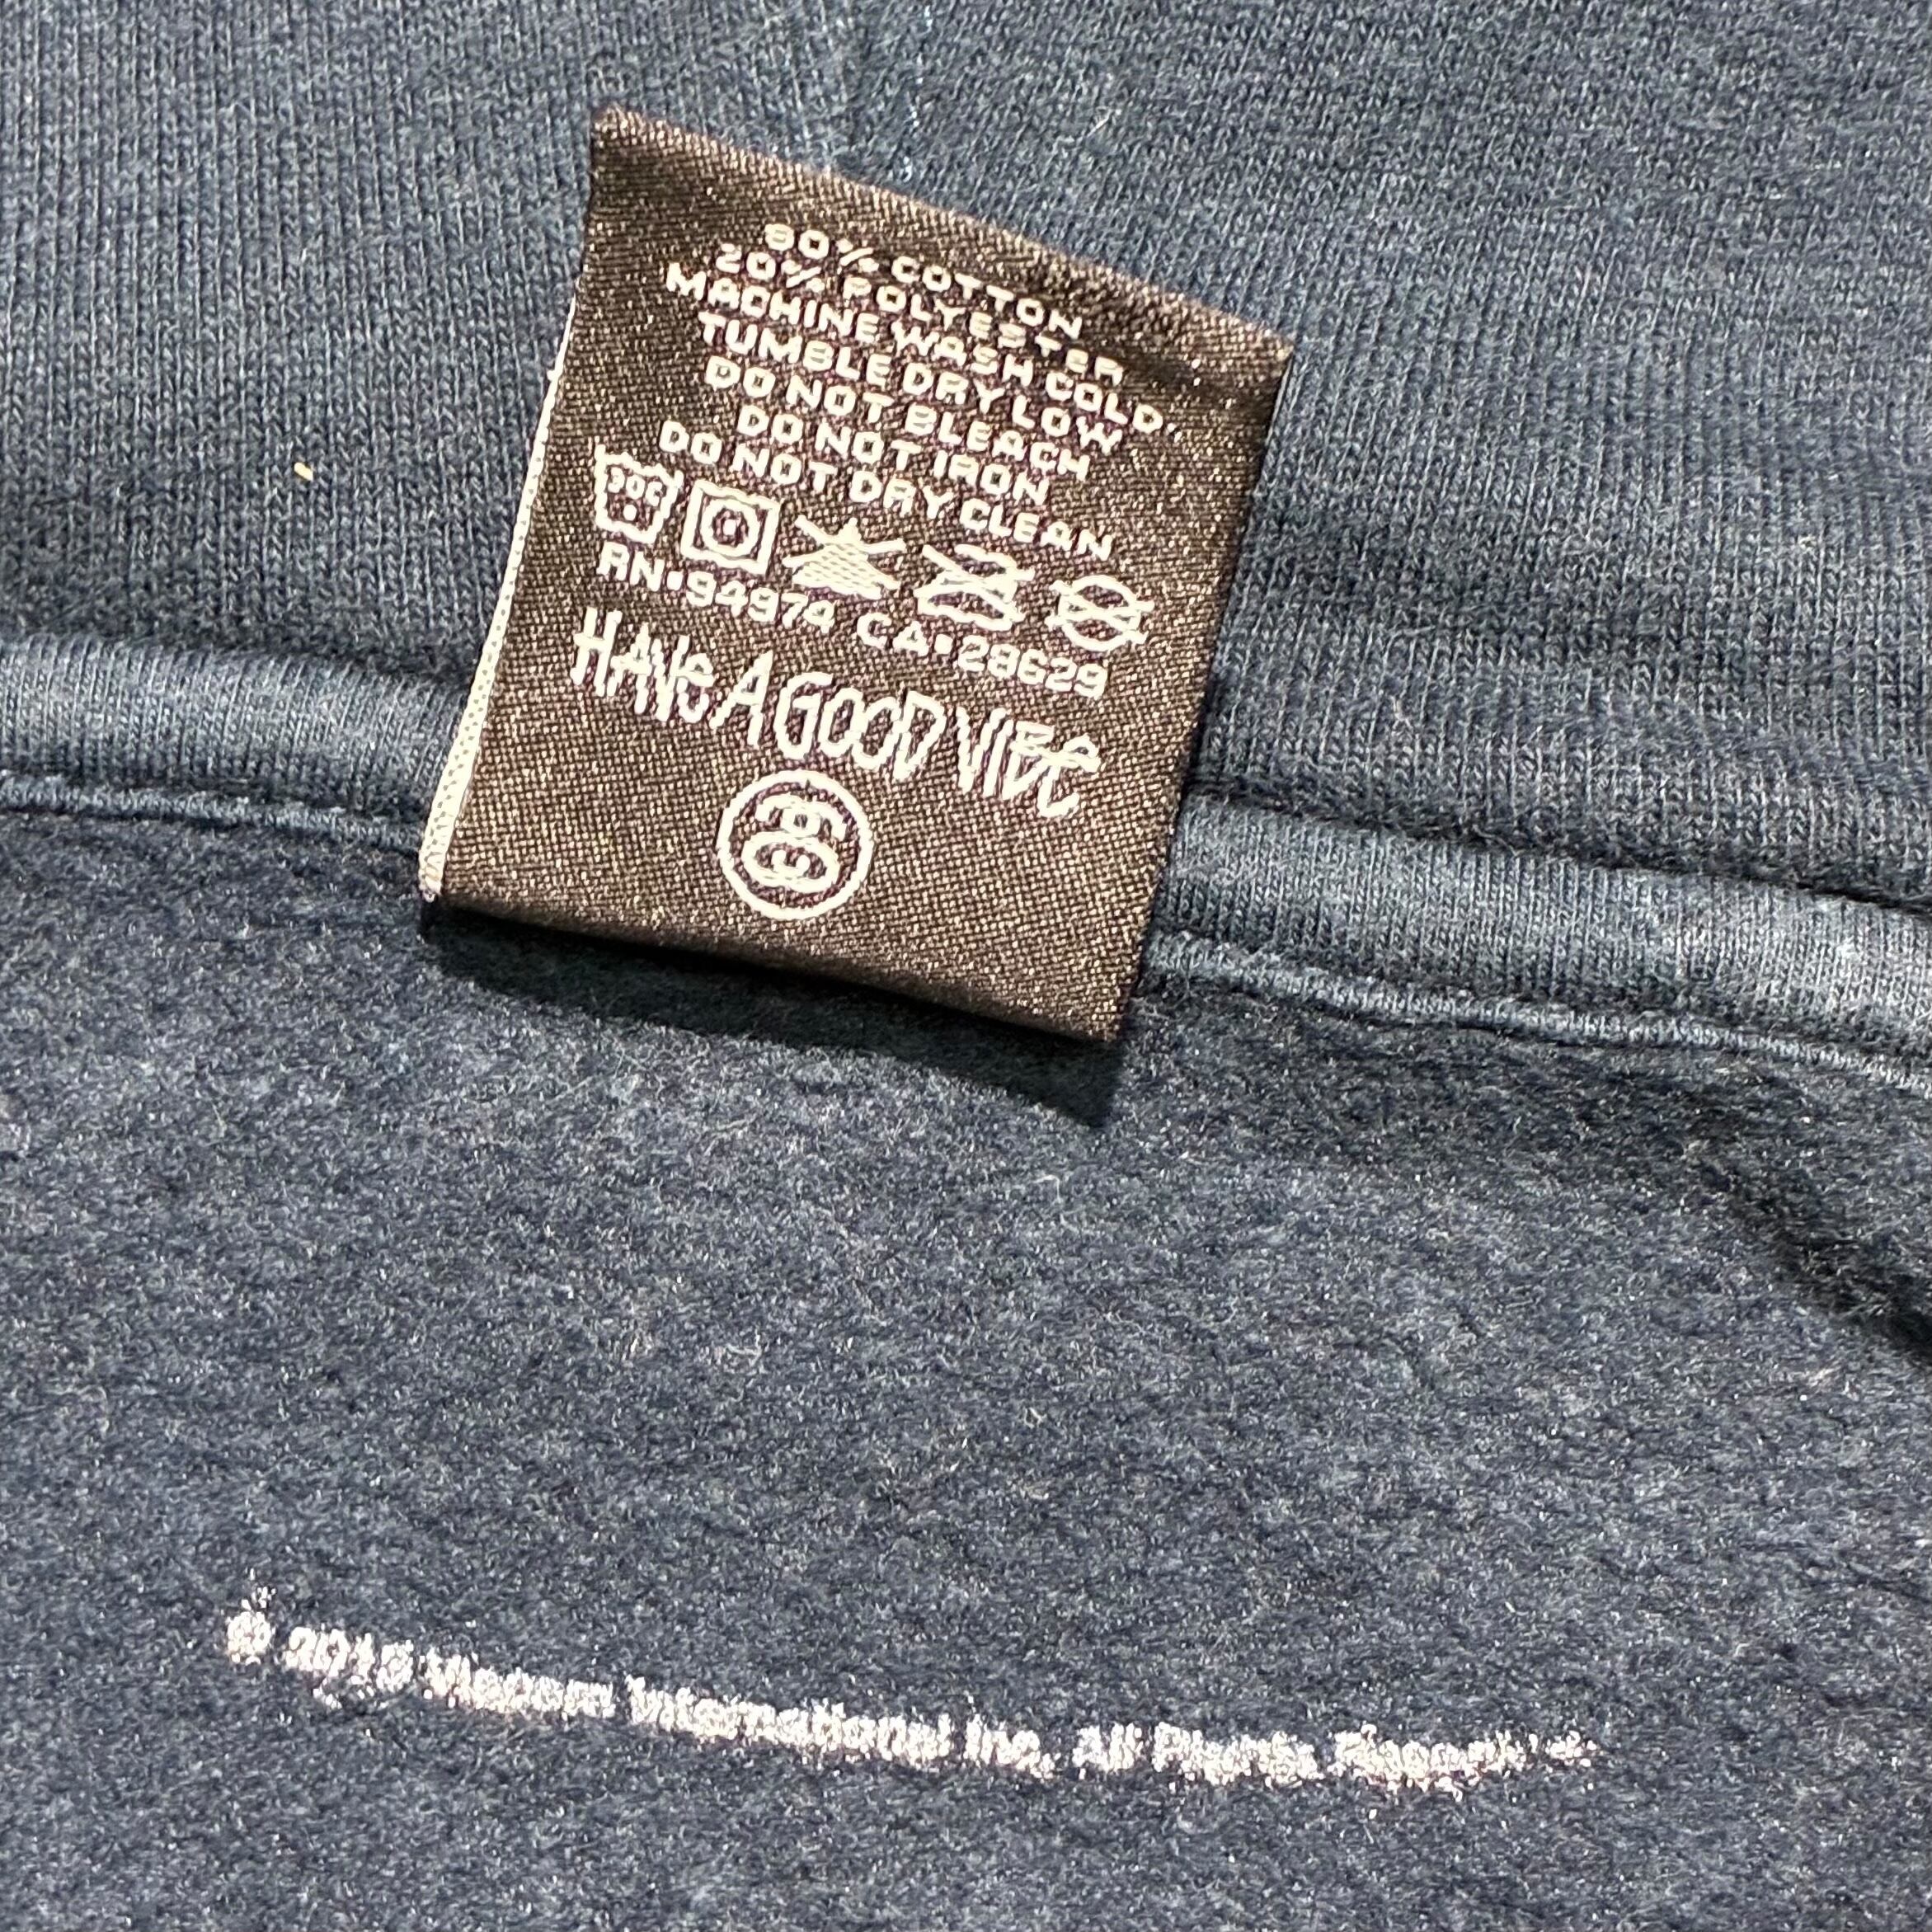 80% COTTON
20% POLYESTER
MACHINE WASH COLD,
TUMBLE DRY LOW
DO NOT BLEACH
DO NOT IRON
DO NOT DRY CLEAN
30C
RN•94974 CA•28629
HAVE A GOOD VIBE
© International Inc. All Rights